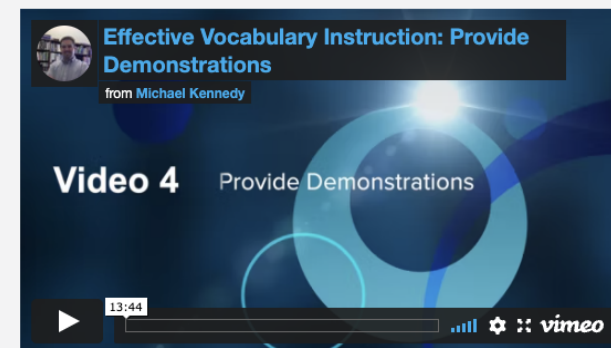 Effective Vocabulary Instruction: Provide
Demonstrations
from Michael Kennedy
Video 4 Provide Demonstrations
13:44
vimeo